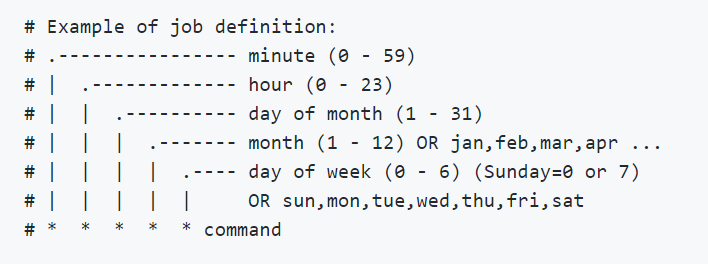 # Example of job definition:
# .---------------- minute (0 - 59)
# |  .------------- hour (0 - 23)
# |  |  .---------- day of month (1 - 31)
# |  |  |  .------- month (1 - 12) OR jan,feb,mar,apr ...
# |  |  |  |  .---- day of week (0 - 6) (Sunday=0 or 7)
# |  |  |  |  |     OR sun,mon,tue,wed,thu,fri,sat
# *  *  *  *  * command